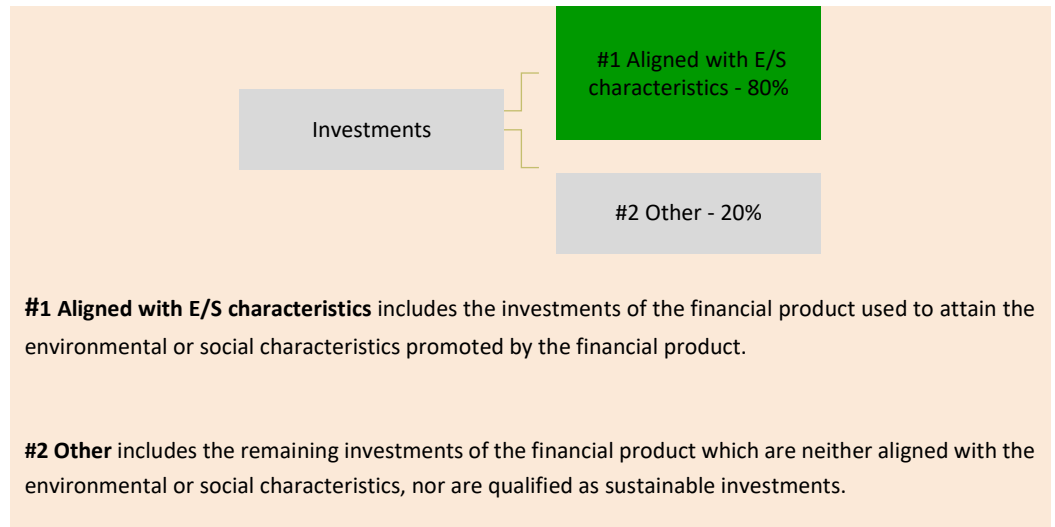 #1 Aligned with E/S
characteristics - 80%
Investments
#2 Other - 20%
#1 Aligned with E/S characteristics includes the investments of the financial product used to attain the
environmental or social characteristics promoted by the financial product.
#2 Other includes the remaining investments of the financial product which are neither aligned with the
environmental or social characteristics, nor are qualified as sustainable investments.